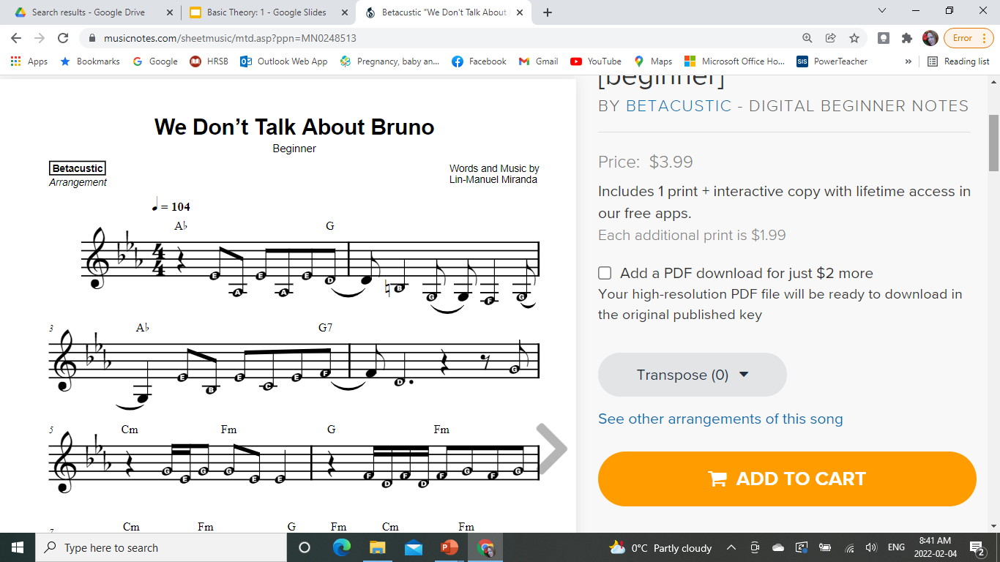 Search results - Google Drive
Basic Theory: 1 - Google Slides
Betacustic "We Don't Talk About
musicnotes.com/sheetmusic/mtd.asp?ppn=MN0248513
Error
Apps
Bookmarks
G Google
HRSB
Outlook Web App
Pregnancy, baby an...
Facebook
Gmail
YouTube
Maps
Microsoft Office Ho...
SIS PowerTeacher
»
Reading list
We Don't Talk About Bruno
Beginner
Betacustic
Arrangement
Words and Music by
Lin-Manuel Miranda
= 104
A♭ G
4
4
E A E A E D B G F G
3
A♭ G7
E B E C E F D G
5
Cm Fm G Fm
G E G G E E F D F D F G F G
Cm Fm G Fm Cm Fm
[beginner]
BY BETACUSTIC - DIGITAL BEGINNER NOTES
Price: $3.99
Includes 1 print + interactive copy with lifetime access in
our free apps.
Each additional print is $1.99
Add a PDF download for just $2 more
Your high-resolution PDF file will be ready to download in
the original published key
Transpose (0)
See other arrangements of this song
ADD TO CART
Type here to search
0°C Partly cloudy
ENG
8:41 AM
2022-02-04
2